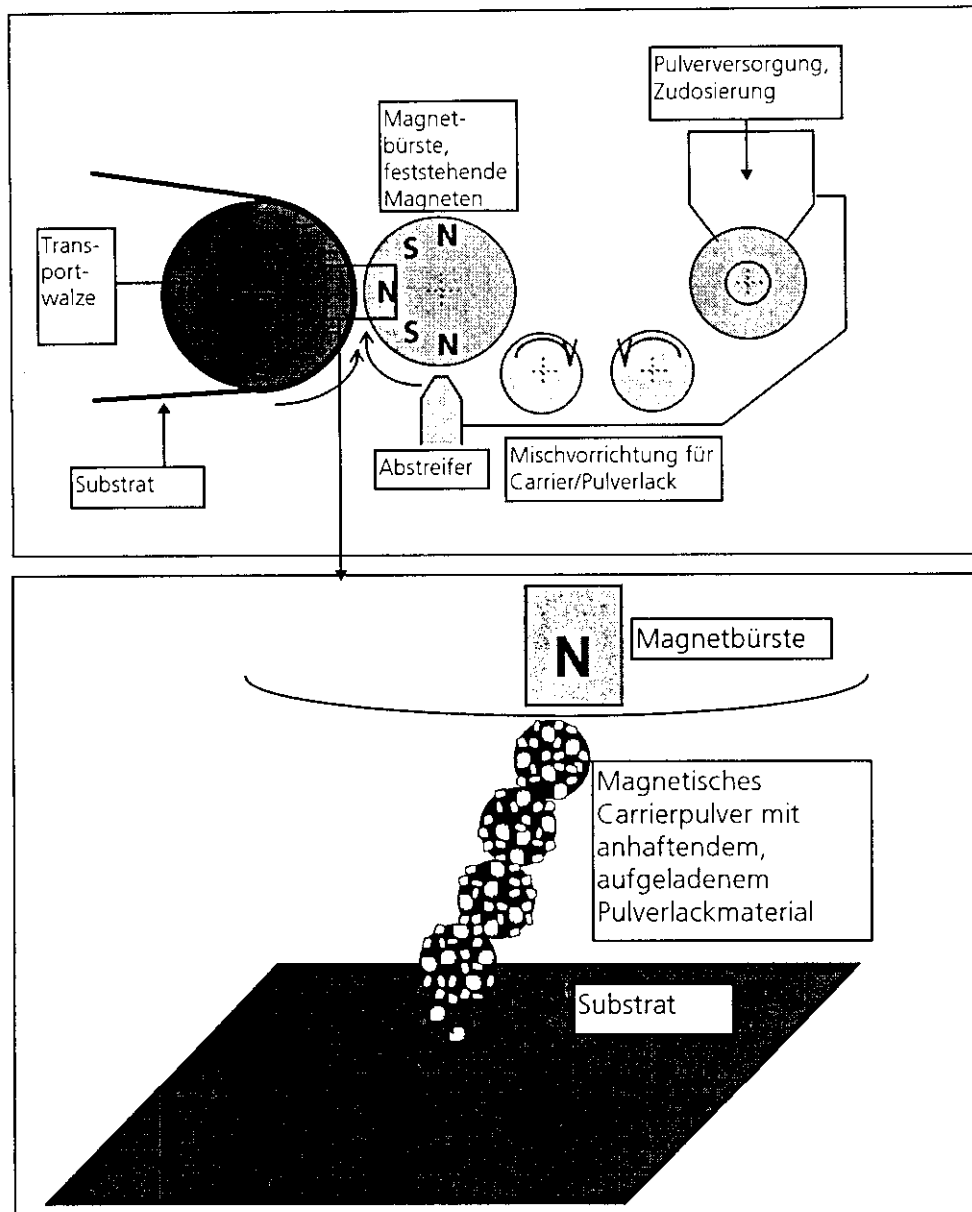 Pulverversorgung,
Zudosierung
Magnet-
bürste,
feststehende
Magneten
Trans-
port-
walze
S N
N
S N
Substrat
Abstreifer
Mischvorrichtung für
Carrier/Pulverlack
N
Magnetbürste
Magnetisches
Carrierpulver mit
anhaftendem,
aufgeladenem
Pulverlackmaterial
Substrat